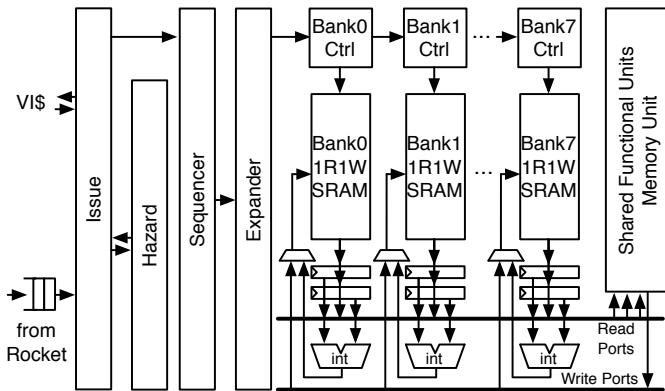 Bank0
Ctrl
Bank1
Ctrl
...
Bank7
Ctrl
VI$
Issue
Hazard
Sequencer
Expander
Bank0
1R1W
SRAM
Bank1
1R1W
SRAM
...
Bank7
1R1W
SRAM
Shared Functional Units
Memory Unit
from
Rocket
Read
Ports
int
int
int
Write Ports